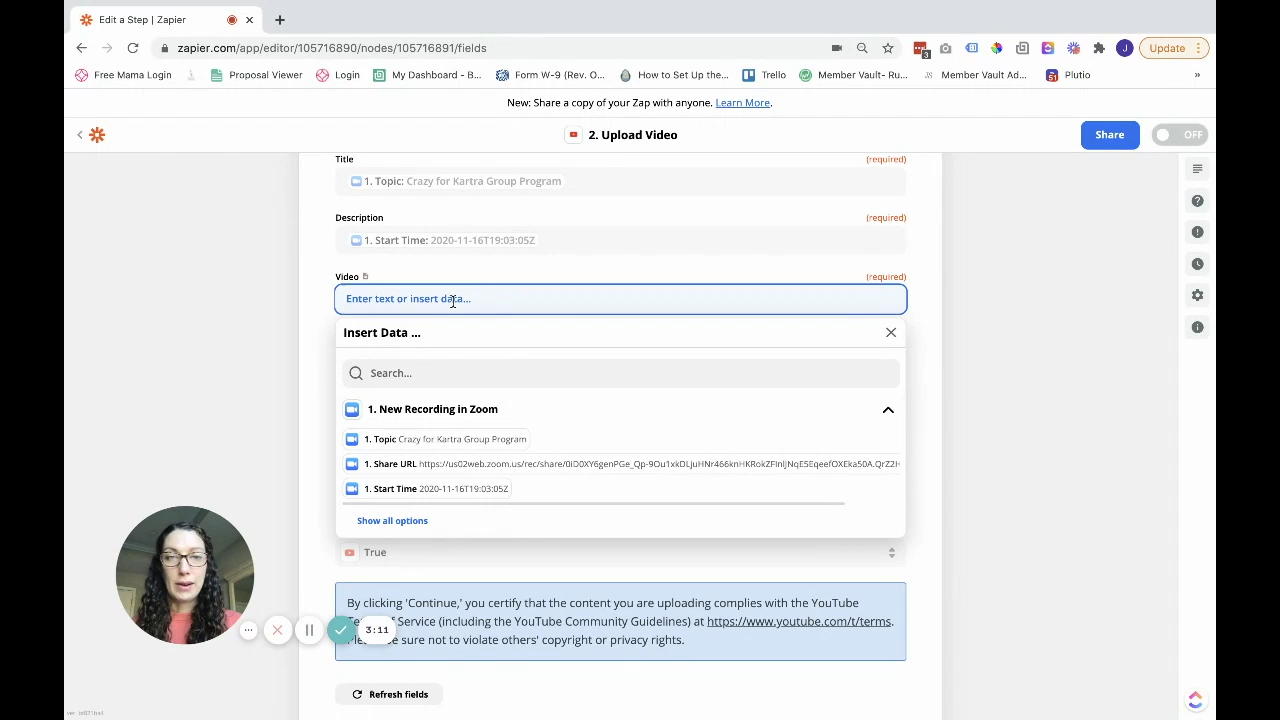 Edit a Step | Zapier
zapier.com/app/editor/105716890/nodes/105716891/fields
3
J
Update
Free Mama Login
Proposal Viewer
Login
My Dashboard - B...
Form W-9 (Rev. O...
How to Set Up the...
Trello
Member Vault- Ru...
Member Vault Ad...
51
Plutio
»
New: Share a copy of your Zap with anyone. Learn More.
2. Upload Video
Share
OFF
Title
(required)
1. Topic: Crazy for Kartra Group Program
Description
(required)
1. Start Time: 2020-11-16T19:03:05Z
Video
(required)
Enter text or insert data...
Insert Data ...
Search...
1. New Recording in Zoom
1. Topic Crazy for Kartra Group Program
1. Share URL
1. Start Time 2020-11-16T19:03:05Z
Show all options
True
By clicking 'Continue,' you certify that the content you are uploading complies with the YouTube
Service (including the YouTube Community Guidelines) at https://www.youtube.com/t/terms.
sure not to violate others' copyright or privacy rights.
3:11
Refresh fields